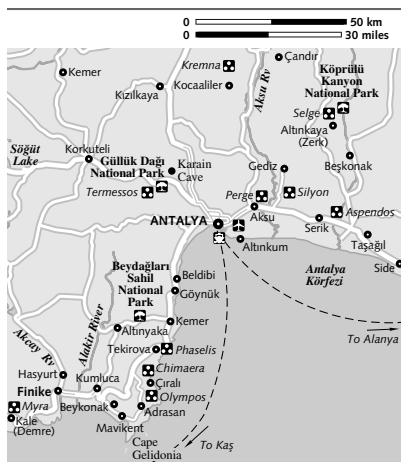 0 50 km
0 30 miles
Kemer
Kremna
Çandır
Köprülü
Kanyon
National Park
Kızılkaya
Kocaaliler
Aksu Rv
Selge
Altınkaya
(Zerk)
Söğüt
Lake
Korkuteli
Güllük Dağı
National Park
Karain
Cave
Beşkonak
Gediz
Termessos
Perge
Silyon
ANTALYA
Aksu
Aspendos
Serik
Altınkum
Taşağıl
Beydağları
Sahil
National
Park
Beldibi
Göynük
Antalya
Körfezi
Side
Akçay Rv
Alakir River
Altınyaka
Kemer
To Alanya
Tekirova
Phaselis
Hasyurt
Kumluca
Chimaera
Çıralı
Finike
Olympos
Myra
Beykonak
Adrasan
Kale
(Demre)
Mavikent
Cape
Gelidonia
To Kaş